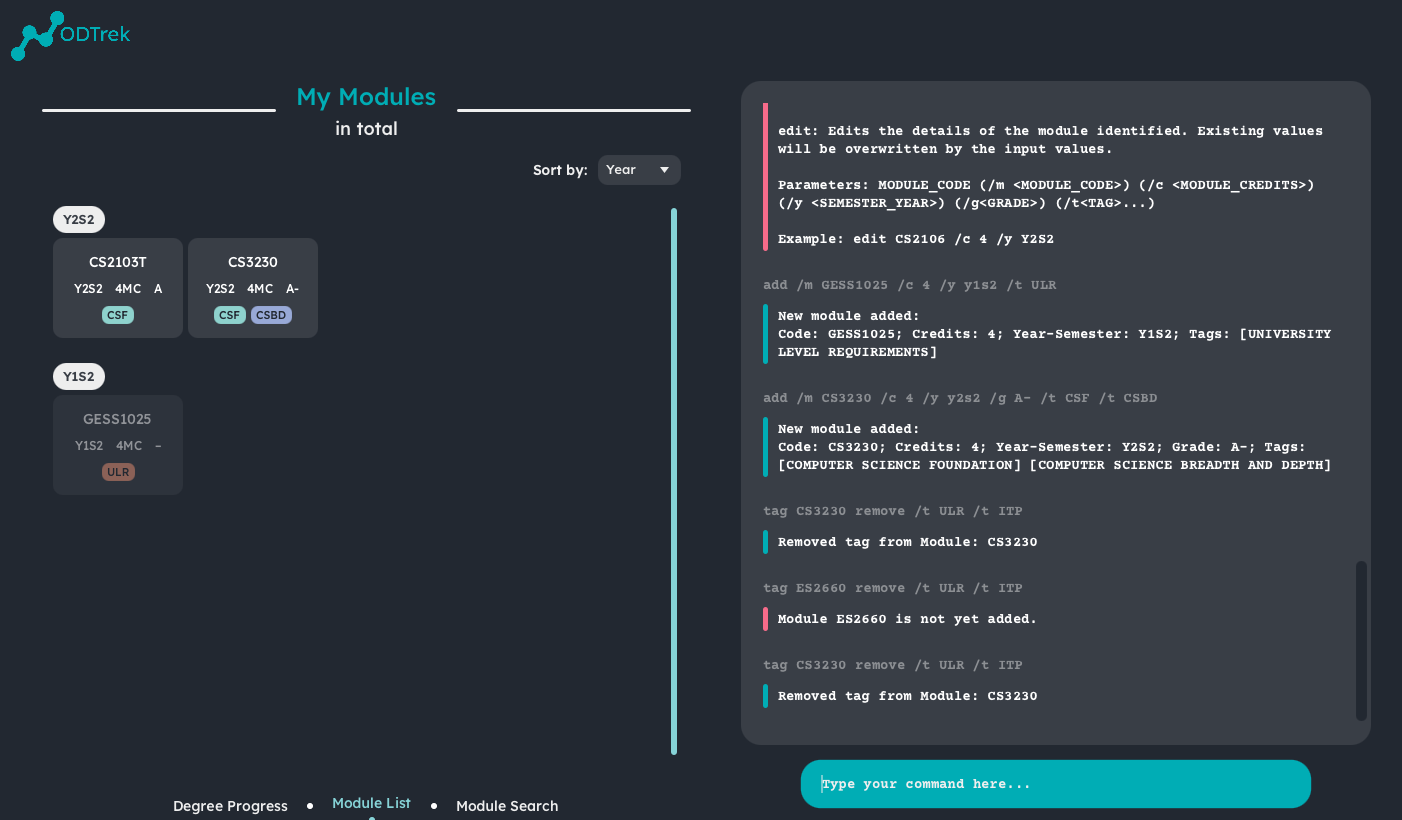 ODTrek
My Modules
in total
Sort by: Year
Y2S2
CS2103T
Y2S2 4MC A
CSF
CS3230
Y2S2 4MC A-
CSF CSBD
Y1S2
GESS1025
Y1S2 4MC –
ULR
edit: Edits the details of the module identified. Existing values
will be overwritten by the input values.
Parameters: MODULE_CODE (/m <MODULE_CODE>) (/c <MODULE_CREDITS>)
(/y <SEMESTER_YEAR>) (/g<GRADE>) (/t<TAG>...)
Example: edit CS2106 /c 4 /y Y2S2
add /m GESS1025 /c 4 /y y1s2 /t ULR
New module added:
Code: GESS1025; Credits: 4; Year-Semester: Y1S2; Tags: [UNIVERSITY
LEVEL REQUIREMENTS]
add /m CS3230 /c 4 /y y2s2 /g A- /t CSF /t CSBD
New module added:
Code: CS3230; Credits: 4; Year-Semester: Y2S2; Grade: A-; Tags:
[COMPUTER SCIENCE FOUNDATION] [COMPUTER SCIENCE BREADTH AND DEPTH]
tag CS3230 remove /t ULR /t ITP
Removed tag from Module: CS3230
tag ES2660 remove /t ULR /t ITP
Module ES2660 is not yet added.
tag CS3230 remove /t ULR /t ITP
Removed tag from Module: CS3230
Type your command here...
Degree Progress • Module List • Module Search